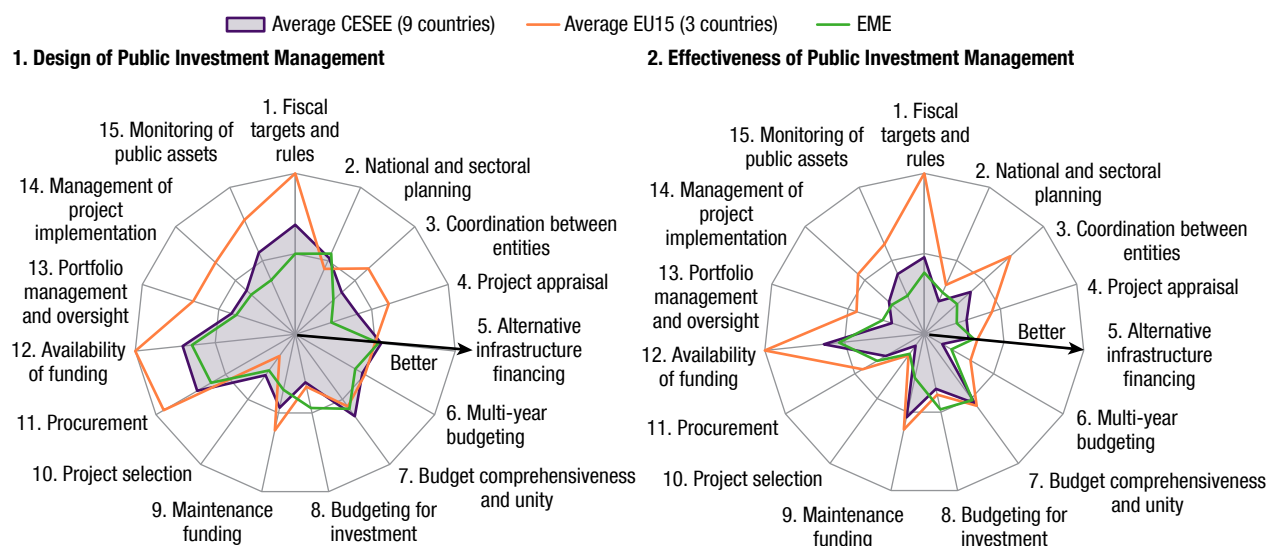 Average CESEE (9 countries)
Average EU15 (3 countries)
EME
1. Design of Public Investment Management
1. Fiscal
targets and
rules
2. National and sectoral
planning
3. Coordination between
entities
4. Project appraisal
5. Alternative
infrastructure
financing
Better
6. Multi-year
budgeting
7. Budget comprehensiveness
and unity
8. Budgeting for
investment
9. Maintenance
funding
10. Project selection
11. Procurement
12. Availability
of funding
13. Portfolio
management
and oversight
14. Management of
project
implementation
15. Monitoring of
public assets
2. Effectiveness of Public Investment Management
1. Fiscal
targets and
rules
2. National and sectoral
planning
3. Coordination between
entities
4. Project appraisal
5. Alternative
infrastructure
financing
Better
6. Multi-year
budgeting
7. Budget comprehensiveness
and unity
8. Budgeting for
investment
9. Maintenance
funding
10. Project selection
11. Procurement
12. Availability
of funding
13. Portfolio
management
and oversight
14. Management of
project
implementation
15. Monitoring of
public assets